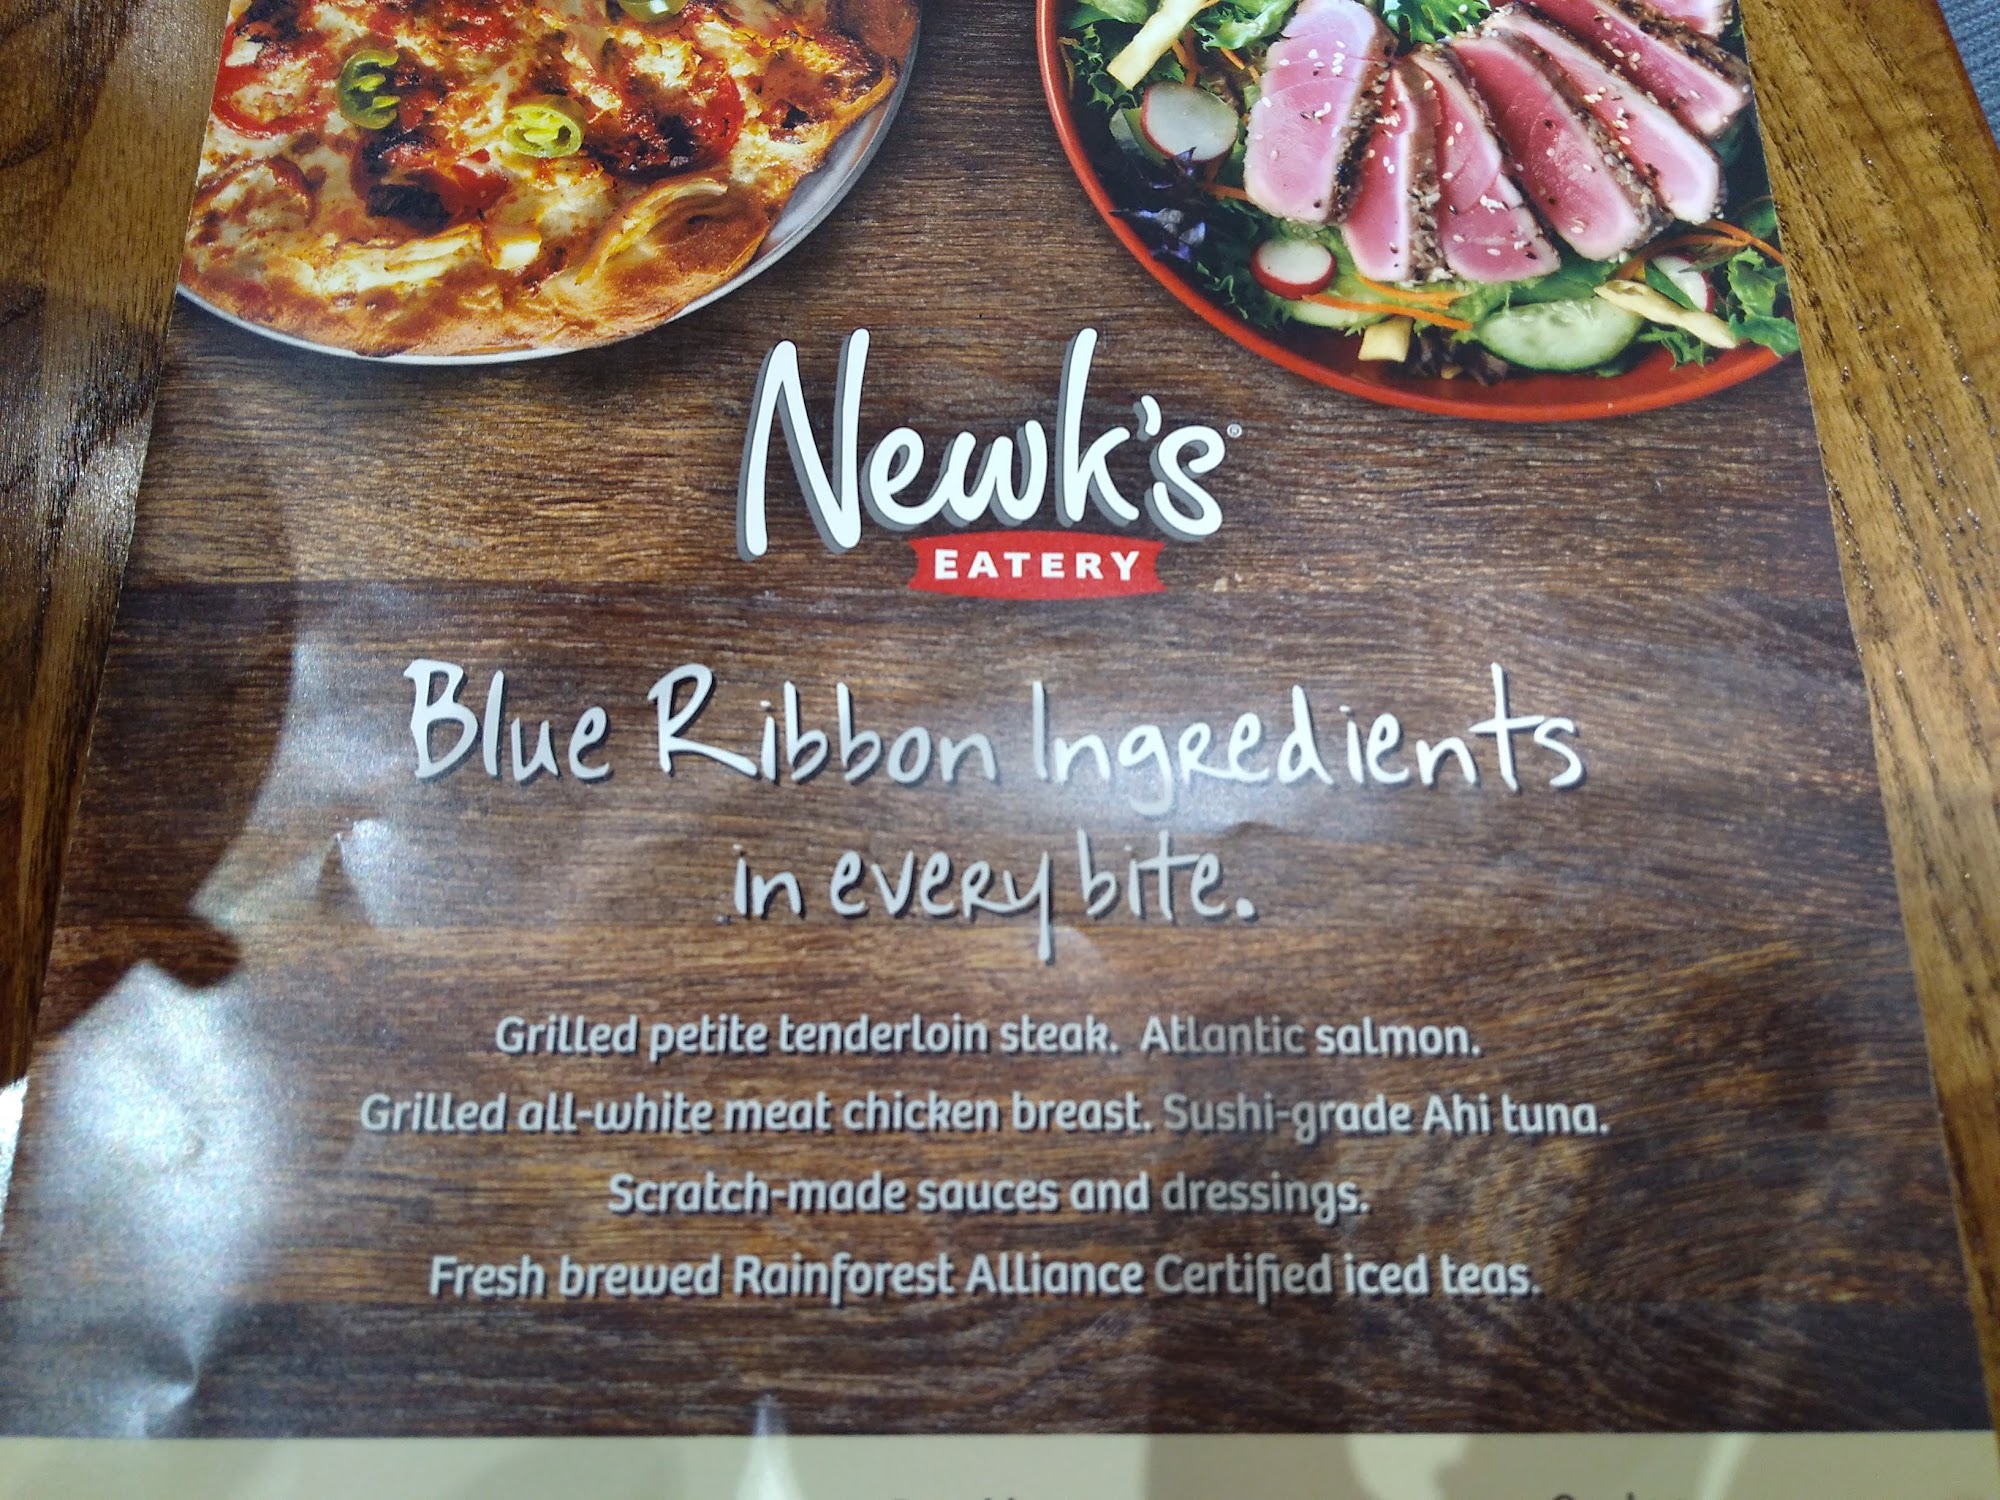 Newk's®
EATERY
Blue Ribbon Ingredients
in every bite.
Grilled petite tenderloin steak. Atlantic salmon.
Grilled all-white meat chicken breast. Sushi-grade Ahi tuna.
Scratch-made sauces and dressings.
Fresh brewed Rainforest Alliance Certified iced teas.